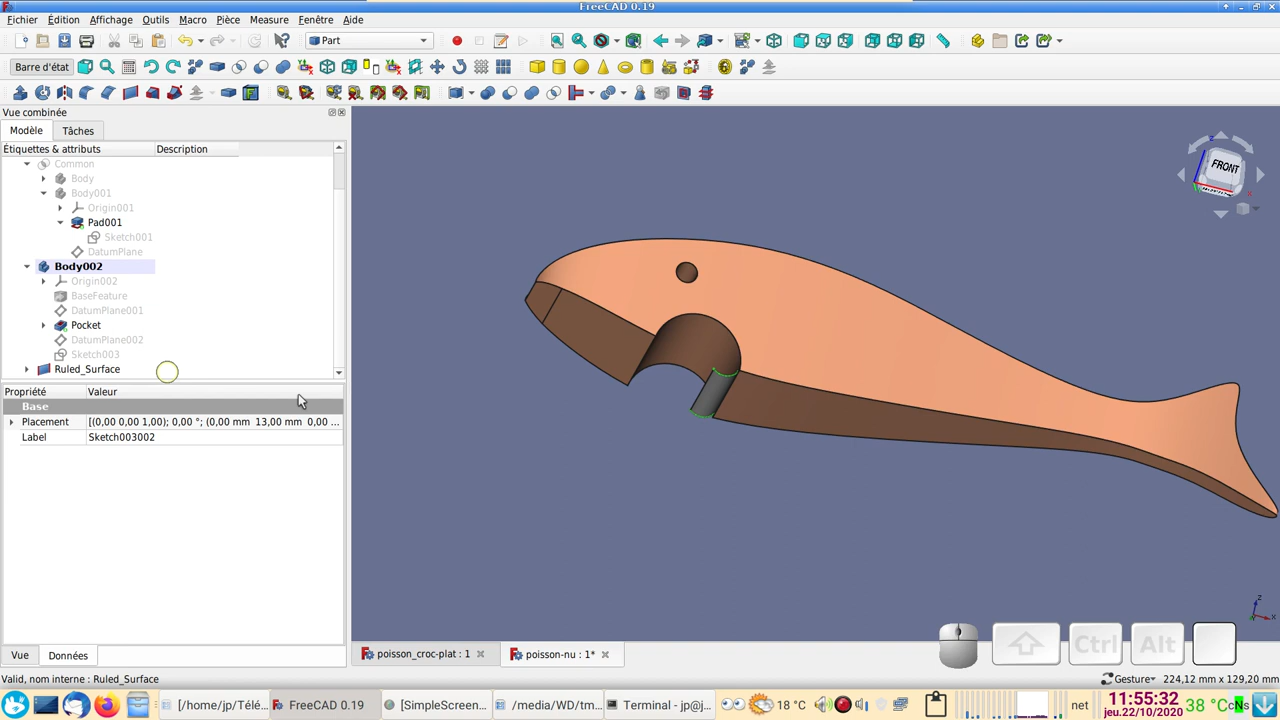 FreeCAD 0.19
Fichier Édition Affichage Outils Macro Pièce Measure Fenêtre Aide
Part
Barre d'état
Vue combinée
Modèle Tâches
Étiquettes & attributs Description
Common
Body
Body001
Origin001
Pad001
Sketch001
DatumPlane
Body002
Origin002
BaseFeature
DatumPlane001
Pocket
DatumPlane002
Sketch003
Ruled_Surface
Propriété Valeur
Base
Placement [(0,00 0,00 1,00); 0,00 °; (0,00 mm 13,00 mm 0,00 ...
Label Sketch003002
FRONT
Z
X
Vue Données
poisson_croc-plat : 1 poisson-nu : 1*
Ctrl Alt
Valid, nom interne : Ruled_Surface
Gesture 224,12 mm x 129,20 mm
[/home/jp/Télé... FreeCAD 0.19 [SimpleScreen... /media/WD/tm... Terminal - jp@j... 18 °C net 11:55:32 38 °C
jeu.22/10/2020